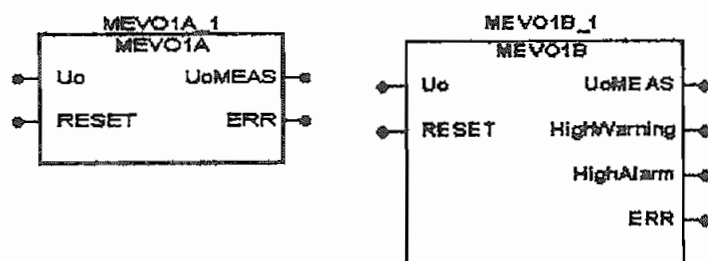 MEVO1A_1
MEVO1A
Uo UoMEAS
RESET ERR
MEVO1B_1
MEVO1B
Uo UoMEAS
RESET HighWarning
HighAlarm
ERR